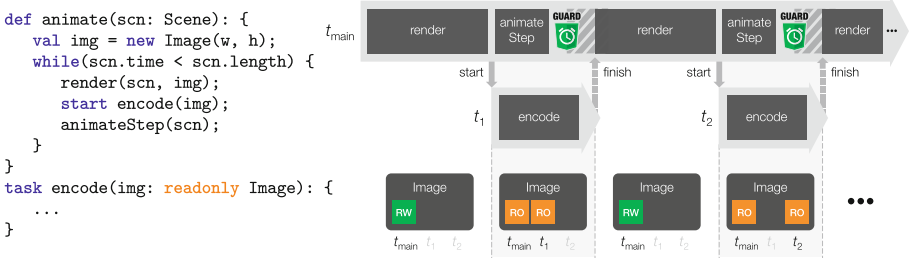 def animate(scn: Scene): {
val img = new Image(w, h);
while(scn.time < scn.length) {
render(scn, img);
start encode(img);
animateStep(scn);
}
}
task encode(img: readonly Image): {
...
}
t_main
render
animate
Step
GUARD
render
animate
Step
GUARD
render
...
start
finish
start
finish
t_1
encode
t_2
encode
Image
RW
t_main t_1 t_2
Image
RO RO
t_main t_1 t_2
Image
RW
t_main t_1 t_2
Image
RO RO
t_main t_1 t_2
...